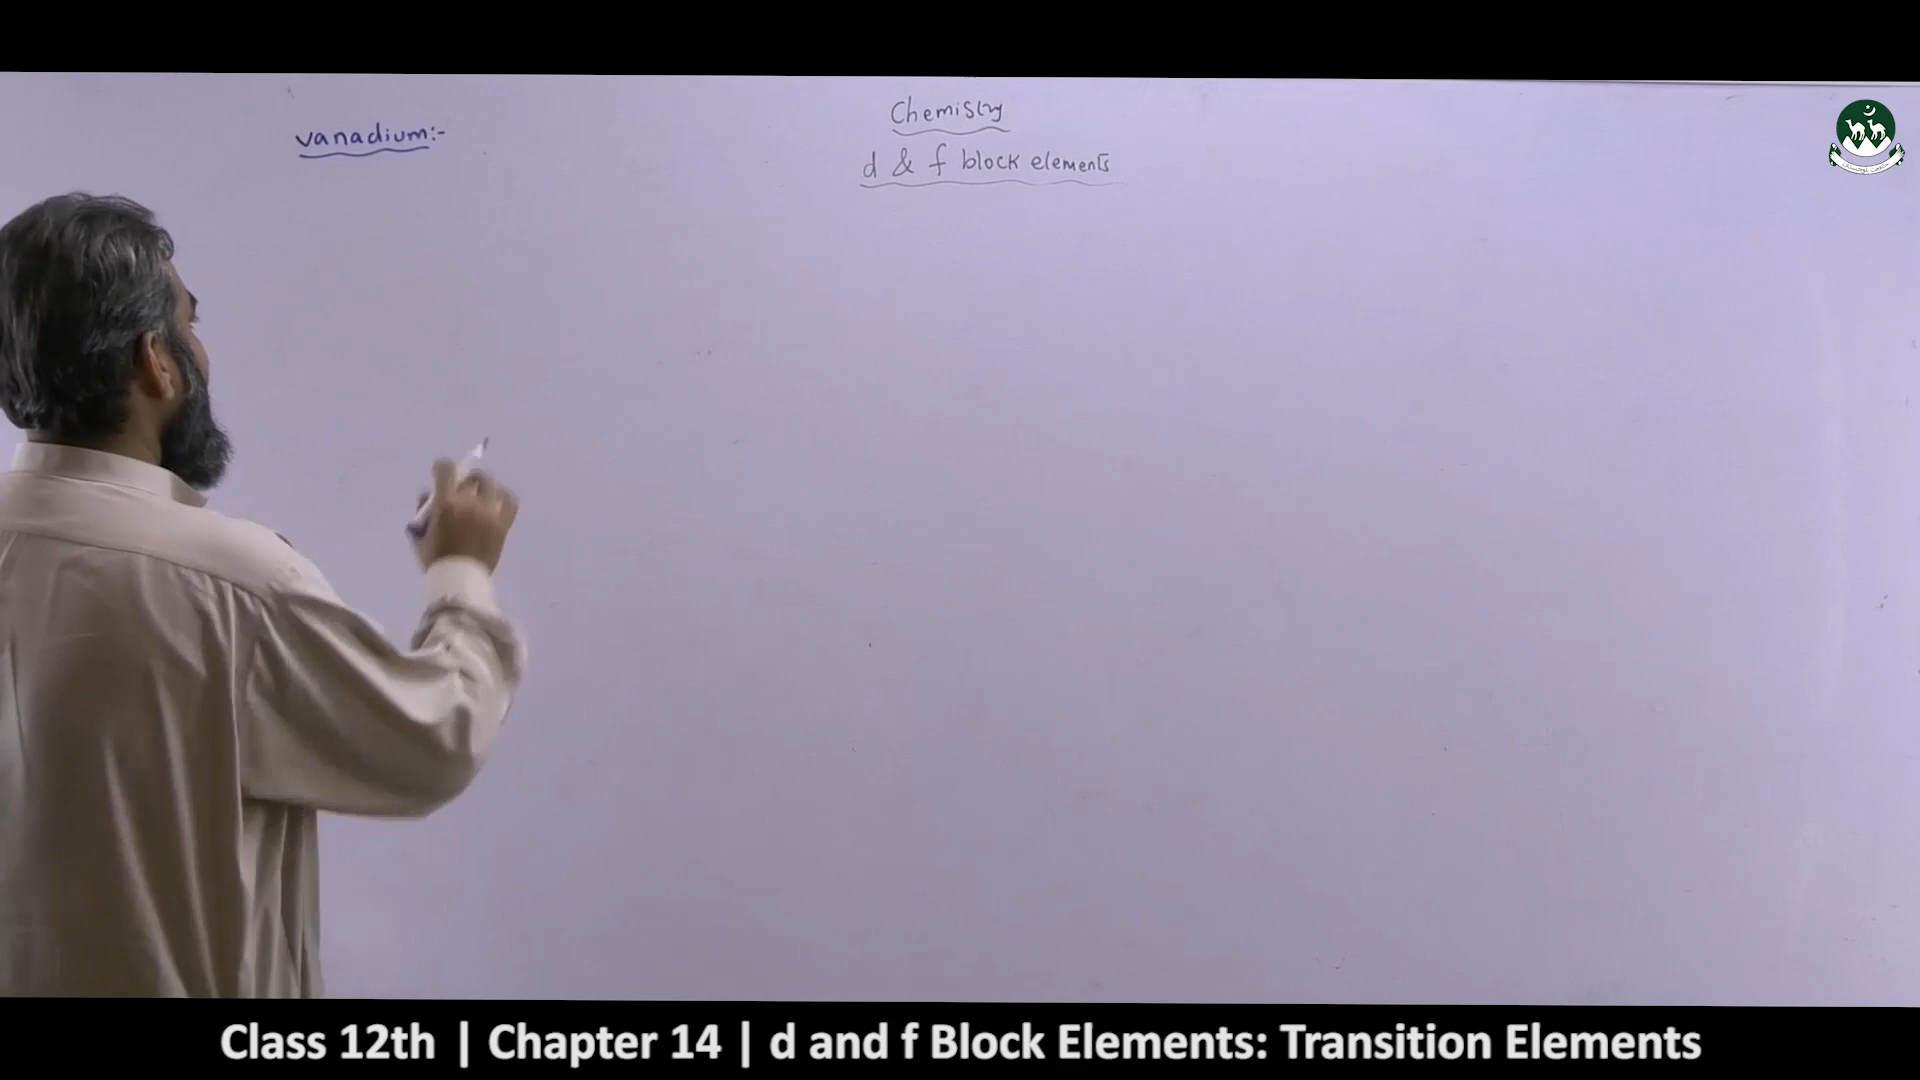 Chemistry
d & f block elements
vanadium:-
Class 12th | Chapter 14 | d and f Block Elements: Transition Elements